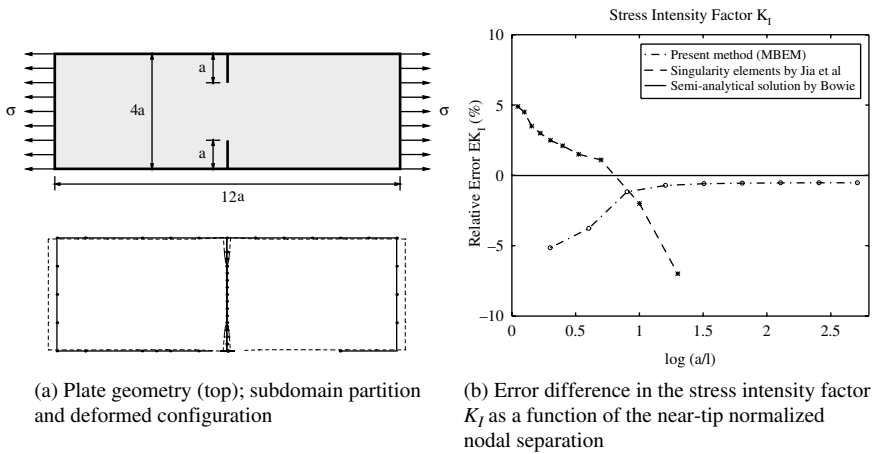 a
4a
a
σ
σ
12a
(a) Plate geometry (top); subdomain partition
and deformed configuration
Stress Intensity Factor K_I
Present method (MBEM)
Singularity elements by Jia et al
Semi-analytical solution by Bowie
Relative Error EK_I (%)
10
5
0
−5
−10
0 0.5 1 1.5 2 2.5
log (a/l)
(b) Error difference in the stress intensity factor
K_I as a function of the near-tip normalized
nodal separation